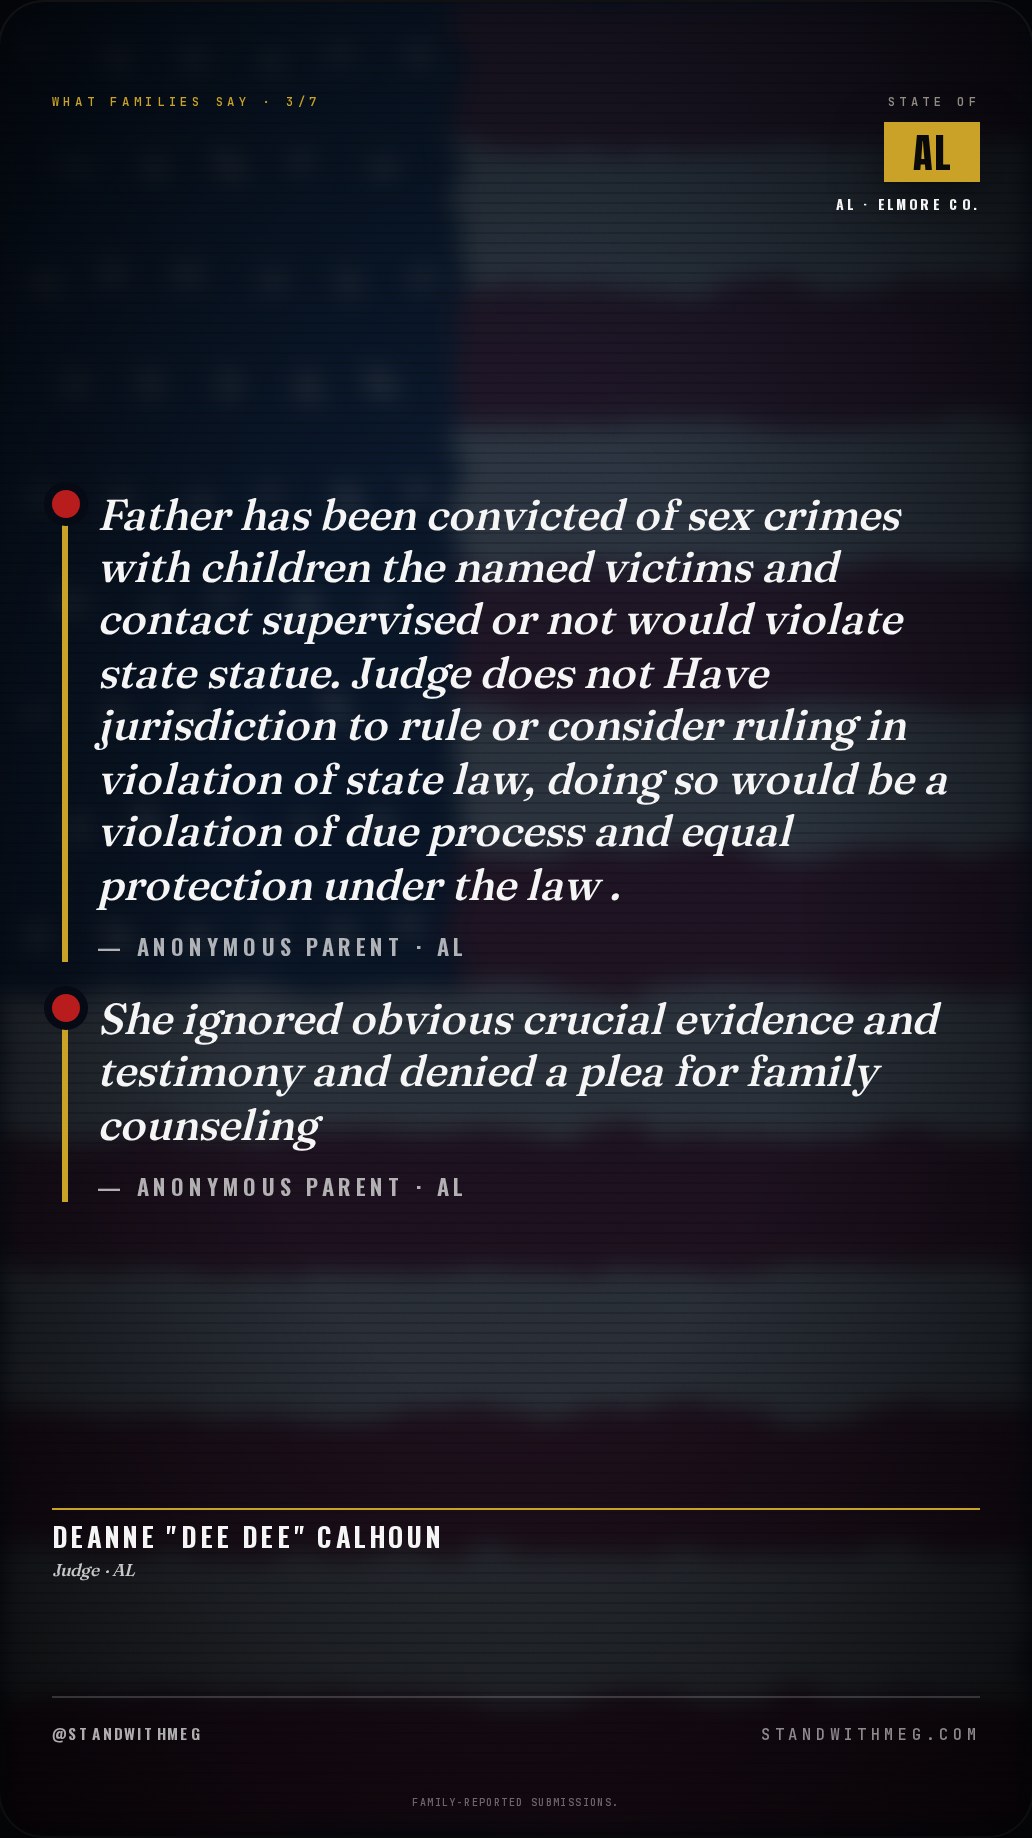 WHAT FAMILIES SAY · 3/7
STATE OF
AL
AL · ELMORE CO.
Father has been convicted of sex crimes
with children the named victims and
contact supervised or not would violate
state statue. Judge does not Have
jurisdiction to rule or consider ruling in
violation of state law, doing so would be a
violation of due process and equal
protection under the law .
— ANONYMOUS PARENT · AL
She ignored obvious crucial evidence and
testimony and denied a plea for family
counseling
— ANONYMOUS PARENT · AL
DEANNE "DEE DEE" CALHOUN
Judge · AL
@STANDWITHMEG
STANDWITHMEG.COM
FAMILY-REPORTED SUBMISSIONS.